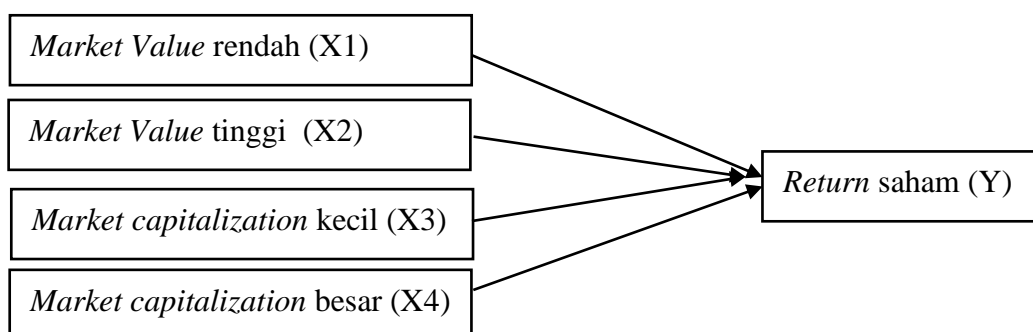 Market Value rendah (X1)
Market Value tinggi (X2)
Return saham (Y)
Market capitalization kecil (X3)
Market capitalization besar (X4)